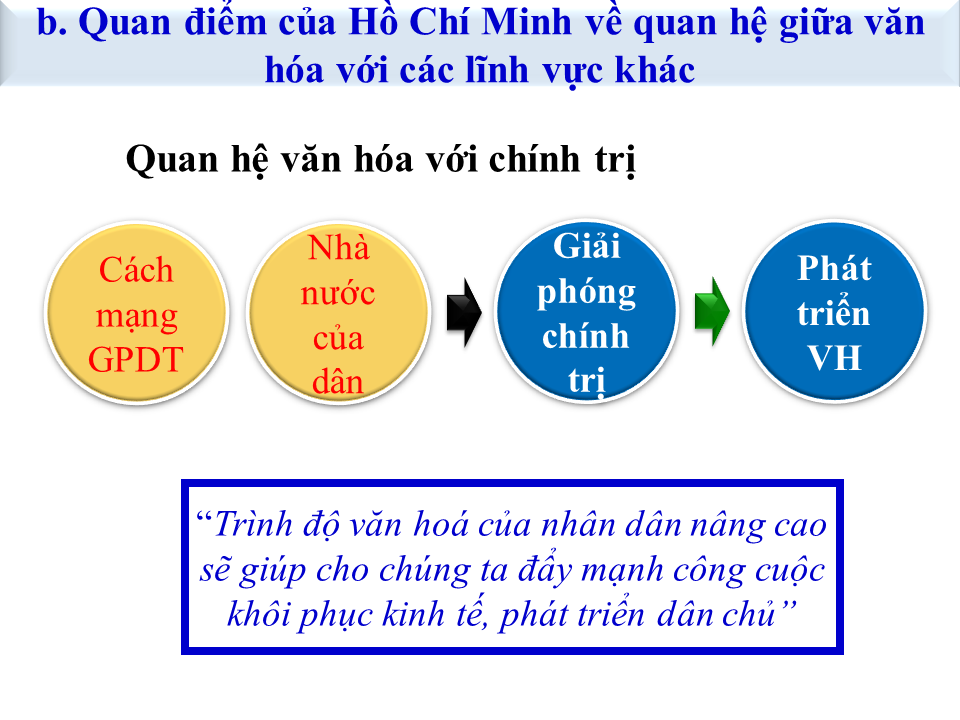 b. Quan điểm của Hồ Chí Minh về quan hệ giữa văn
hóa với các lĩnh vực khác
Quan hệ văn hóa với chính trị
Cách
mạng
GPDT
Nhà
nước
của
dân
Giải
phóng
chính
trị
Phát
triển
VH
“Trình độ văn hoá của nhân dân nâng cao
sẽ giúp cho chúng ta đẩy mạnh công cuộc
khôi phục kinh tế, phát triển dân chủ”